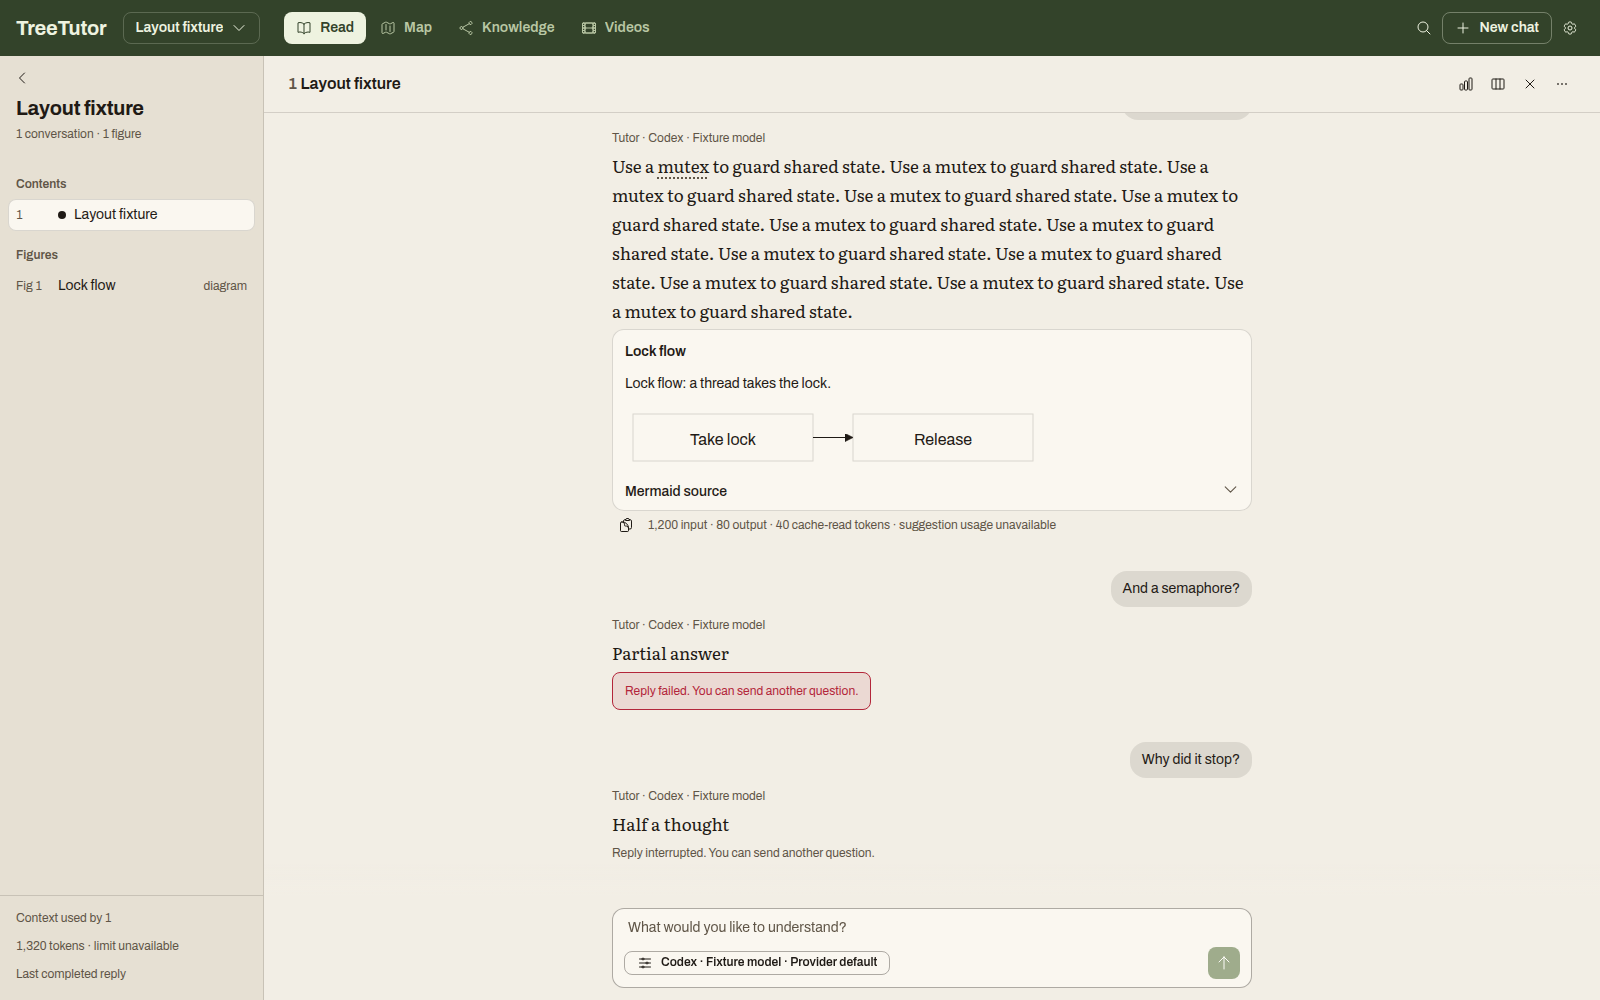 TreeTutor
Layout fixture
Read
Map
Knowledge
Videos
New chat
Layout fixture
1 conversation · 1 figure
Contents
1 Layout fixture
Figures
Fig 1 Lock flow diagram
Context used by 1
1,320 tokens · limit unavailable
Last completed reply
1 Layout fixture
Tutor · Codex · Fixture model
Use a mutex to guard shared state. Use a mutex to guard shared state. Use a
mutex to guard shared state. Use a mutex to guard shared state. Use a mutex to
guard shared state. Use a mutex to guard shared state. Use a mutex to guard
shared state. Use a mutex to guard shared state. Use a mutex to guard shared
state. Use a mutex to guard shared state. Use a mutex to guard shared state. Use
a mutex to guard shared state.
Lock flow
Lock flow: a thread takes the lock.
Take lock
Release
Mermaid source
1,200 input · 80 output · 40 cache-read tokens · suggestion usage unavailable
And a semaphore?
Tutor · Codex · Fixture model
Partial answer
Reply failed. You can send another question.
Why did it stop?
Tutor · Codex · Fixture model
Half a thought
Reply interrupted. You can send another question.
What would you like to understand?
Codex · Fixture model · Provider default